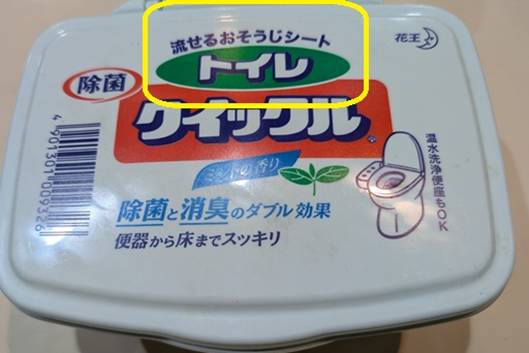 流せるおそうじシート
花王
トイレ
除菌
クイックル
ミントの香り
温水洗浄便座もOK
除菌と消臭のダブル効果
便器から床までスッキリ
4901301009326